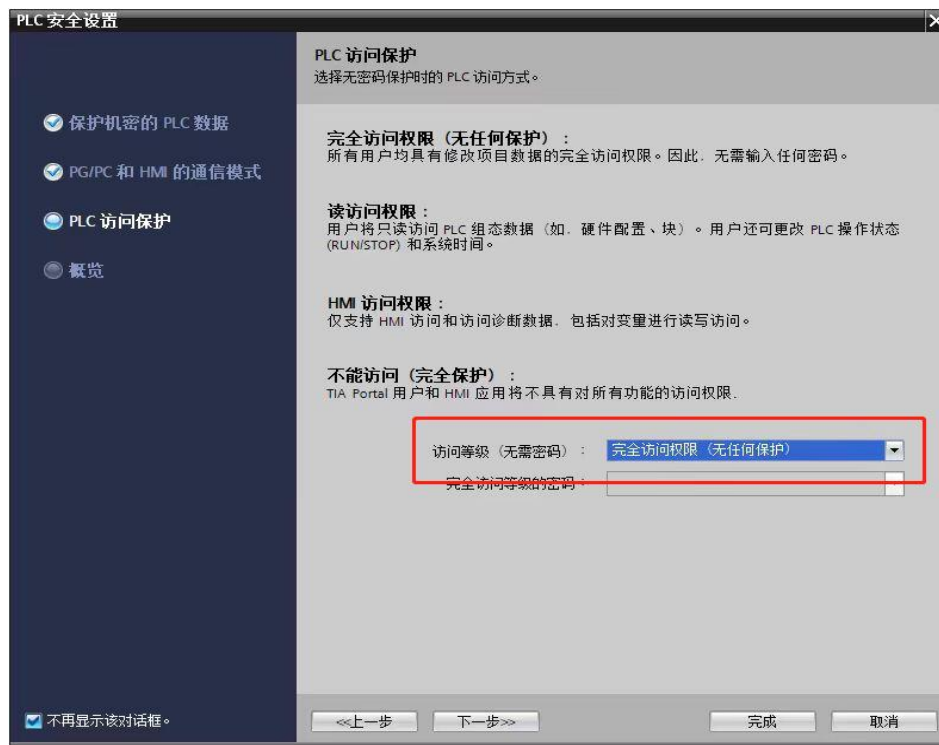 PLC 安全设置
保护机密的 PLC 数据
PG/PC 和 HMI 的通信模式
PLC 访问保护
概览
不再显示该对话框。
PLC 访问保护
选择无密码保护时的 PLC 访问方式。
完全访问权限（无任何保护）：
所有用户均具有修改项目数据的完全访问权限。因此．无需输入任何密码。
读访问权限：
用户将只读访问 PLC 组态数据（如．硬件配置、块）。用户还可更改 PLC 操作状态
(RUN/STOP) 和系统时间。
HMI 访问权限：
仅支持 HMI 访问和访问诊断数据．包括对变量进行读写访问。
不能访问（完全保护）：
TIA Portal 用户和 HMI 应用将不具有对所有功能的访问权限．
访问等级（无需密码）： 完全访问权限（无任何保护）
完全访问等级的密码：
<<上一步 下一步>> 完成 取消